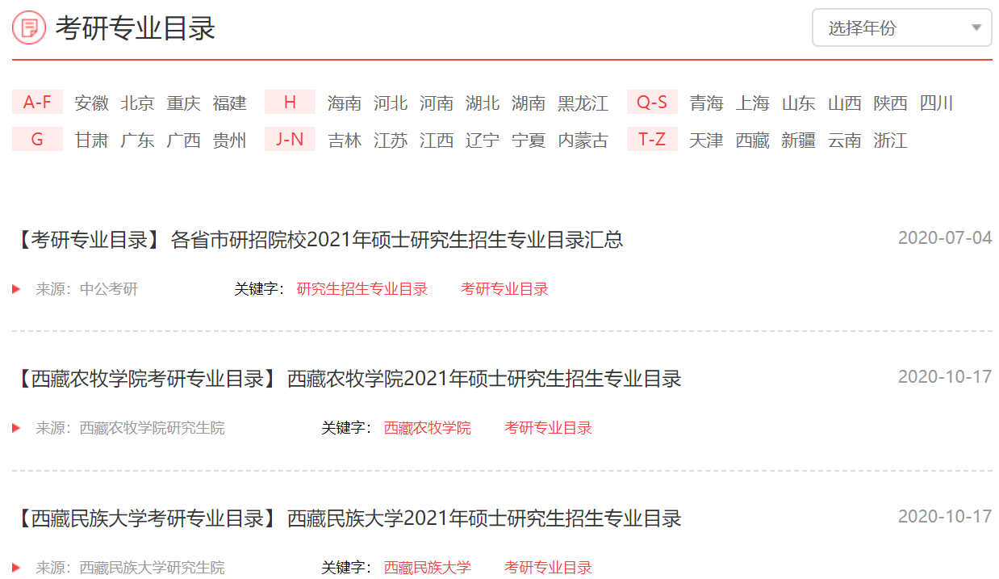 考研专业目录 选择年份
A-F 安徽 北京 重庆 福建 H 海南 河北 河南 湖北 湖南 黑龙江 Q-S 青海 上海 山东 山西 陕西 四川
G 甘肃 广东 广西 贵州 J-N 吉林 江苏 江西 辽宁 宁夏 内蒙古 T-Z 天津 西藏 新疆 云南 浙江
【考研专业目录】各省市研招院校2021年硕士研究生招生专业目录汇总 2020-07-04
来源：中公考研 关键字： 研究生招生专业目录 考研专业目录
【西藏农牧学院考研专业目录】西藏农牧学院2021年硕士研究生招生专业目录 2020-10-17
来源：西藏农牧学院研究生院 关键字： 西藏农牧学院 考研专业目录
【西藏民族大学考研专业目录】西藏民族大学2021年硕士研究生招生专业目录 2020-10-17
来源：西藏民族大学研究生院 关键字： 西藏民族大学 考研专业目录